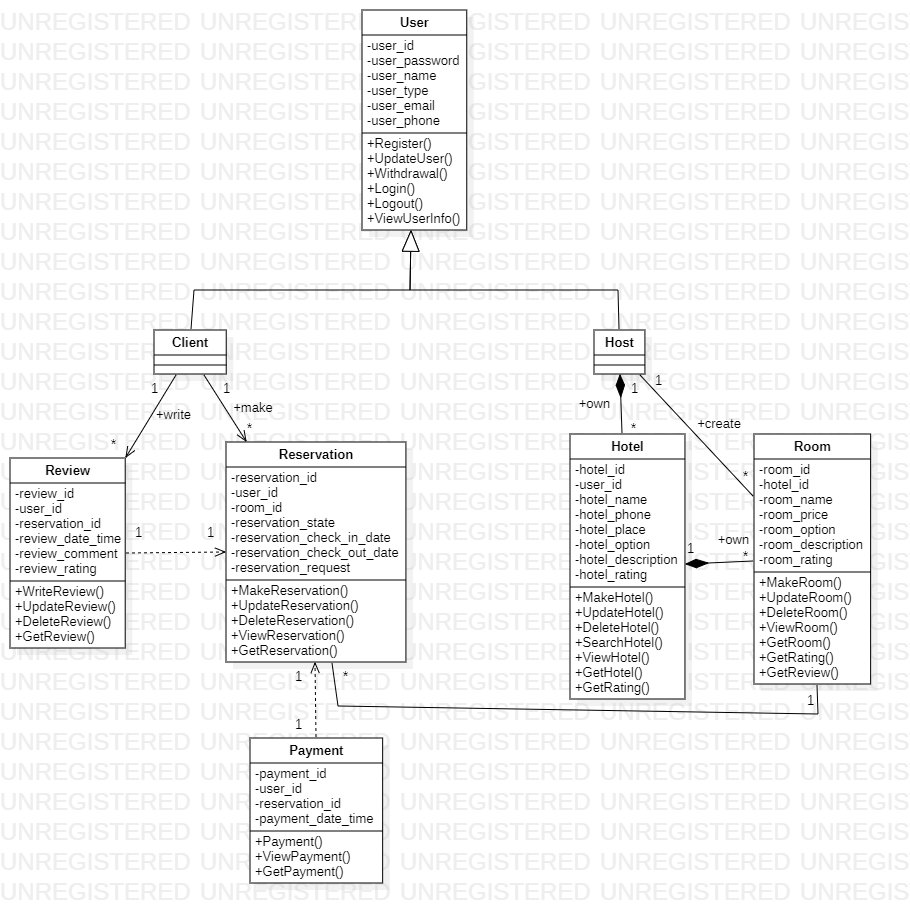 User
-user_id
-user_password
-user_name
-user_type
-user_email
-user_phone
+Register()
+UpdateUser()
+Withdrawal()
+Login()
+Logout()
+ViewUserInfo()
Client
Host
1
1
+write
+make
*
*
1
1
+own
+create
*
*
Review
-review_id
-user_id
-reservation_id
-review_date_time
-review_comment
-review_rating
+WriteReview()
+UpdateReview()
+DeleteReview()
+GetReview()
1
1
Reservation
-reservation_id
-user_id
-room_id
-reservation_state
-reservation_check_in_date
-reservation_check_out_date
-reservation_request
+MakeReservation()
+UpdateReservation()
+DeleteReservation()
+ViewReservation()
+GetReservation()
Hotel
-hotel_id
-user_id
-hotel_name
-hotel_phone
-hotel_place
-hotel_option
-hotel_description
-hotel_rating
+MakeHotel()
+UpdateHotel()
+DeleteHotel()
+SearchHotel()
+ViewHotel()
+GetHotel()
+GetRating()
+own
1
*
Room
-room_id
-hotel_id
-room_name
-room_price
-room_option
-room_description
-room_rating
+MakeRoom()
+UpdateRoom()
+DeleteRoom()
+ViewRoom()
+GetRoom()
+GetRating()
+GetReview()
1
*
1
1
Payment
-payment_id
-user_id
-reservation_id
-payment_date_time
+Payment()
+ViewPayment()
+GetPayment()
UNREGISTERED